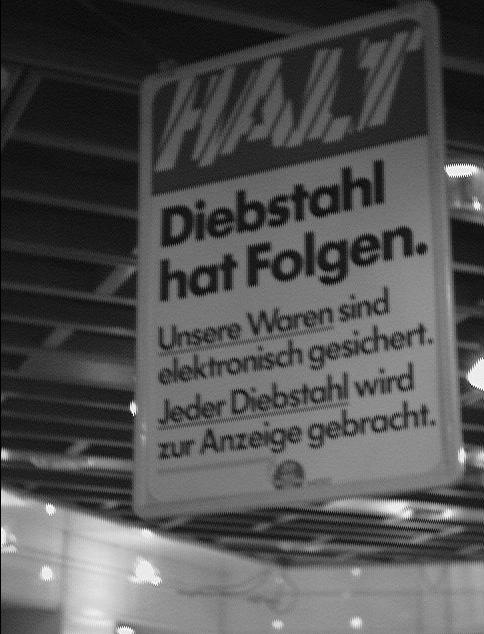 HALT
Diebstahl
hat Folgen.
Unsere Waren sind
elektronisch gesichert.
Jeder Diebstahl wird
zur Anzeige gebracht.